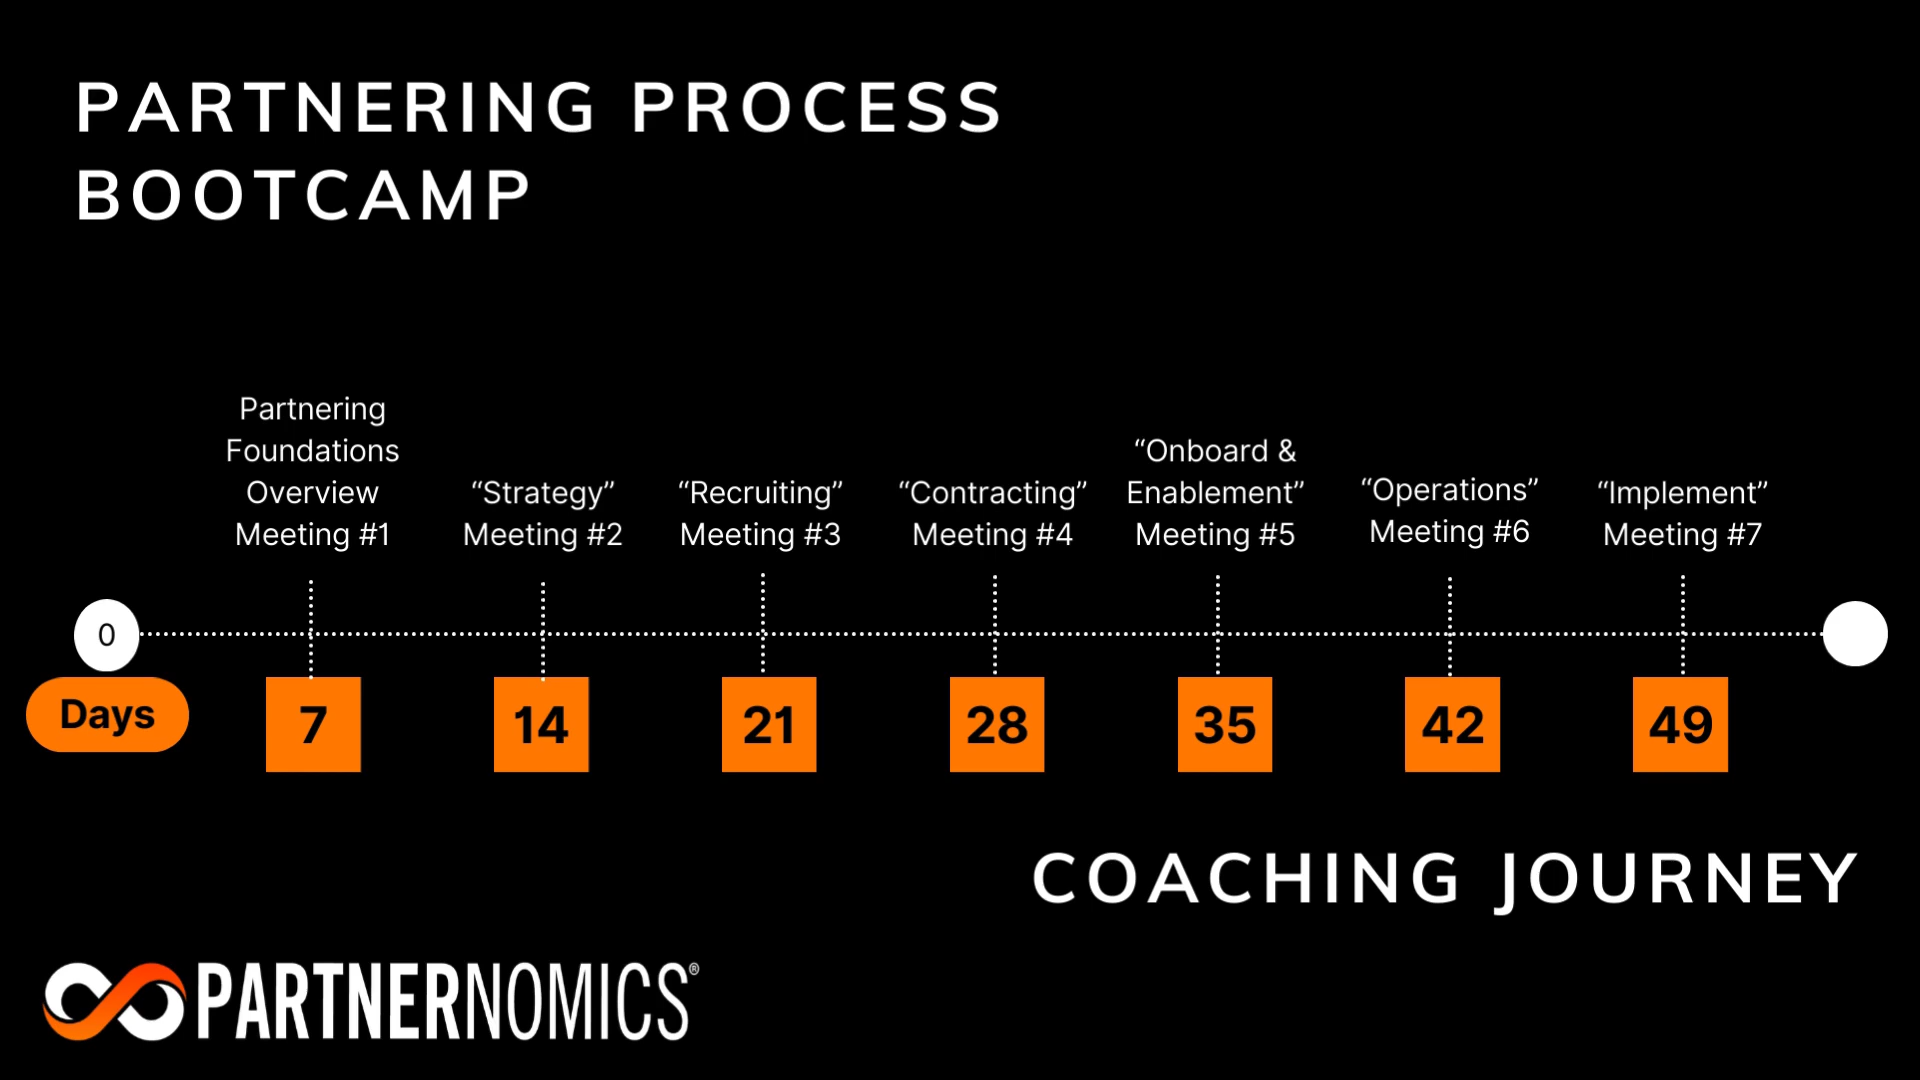 PARTNERING PROCESS
BOOTCAMP
Partnering
Foundations
Overview
Meeting #1
“Strategy”
Meeting #2
“Recruiting”
Meeting #3
“Contracting”
Meeting #4
“Onboard &
Enablement”
Meeting #5
“Operations”
Meeting #6
“Implement”
Meeting #7
0
Days
7
14
21
28
35
42
49
COACHING JOURNEY
PARTNERNOMICS®